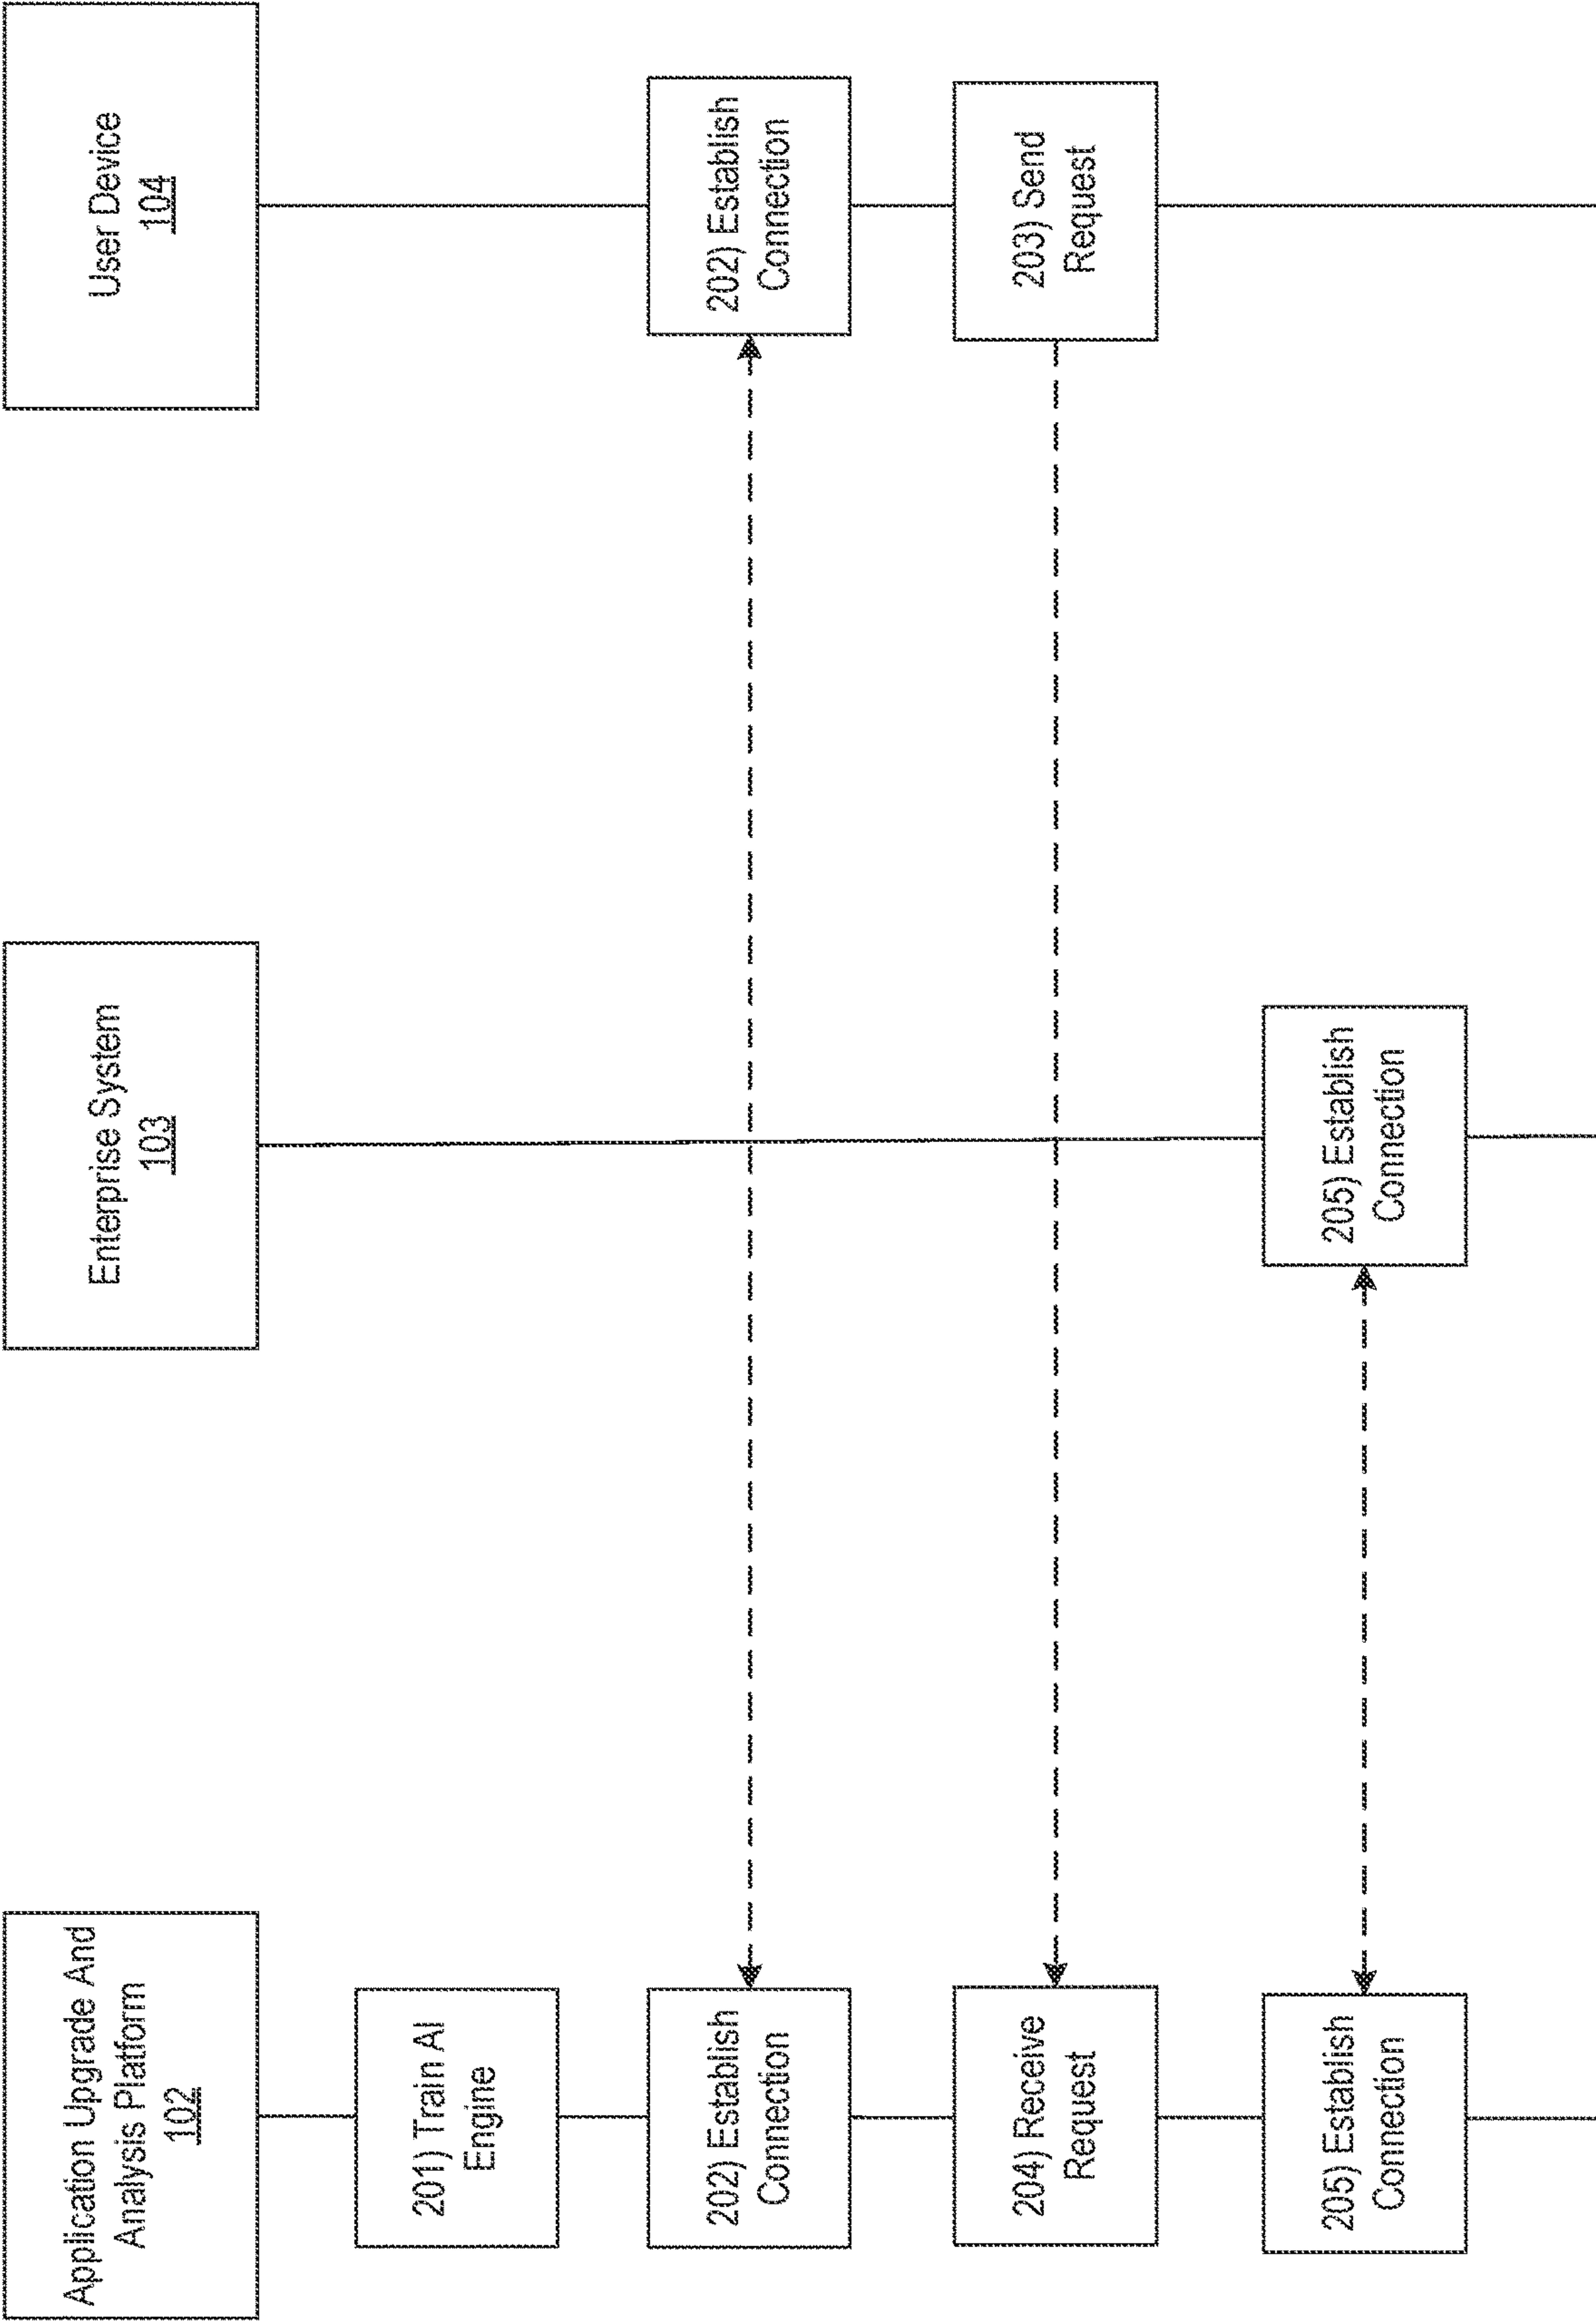 Application Upgrade And
Analysis Platform
102
Enterprise System
103
User Device
104
201) Train AI
Engine
202) Establish
Connection
202) Establish
Connection
204) Receive
Request
203) Send
Request
205) Establish
Connection
205) Establish
Connection